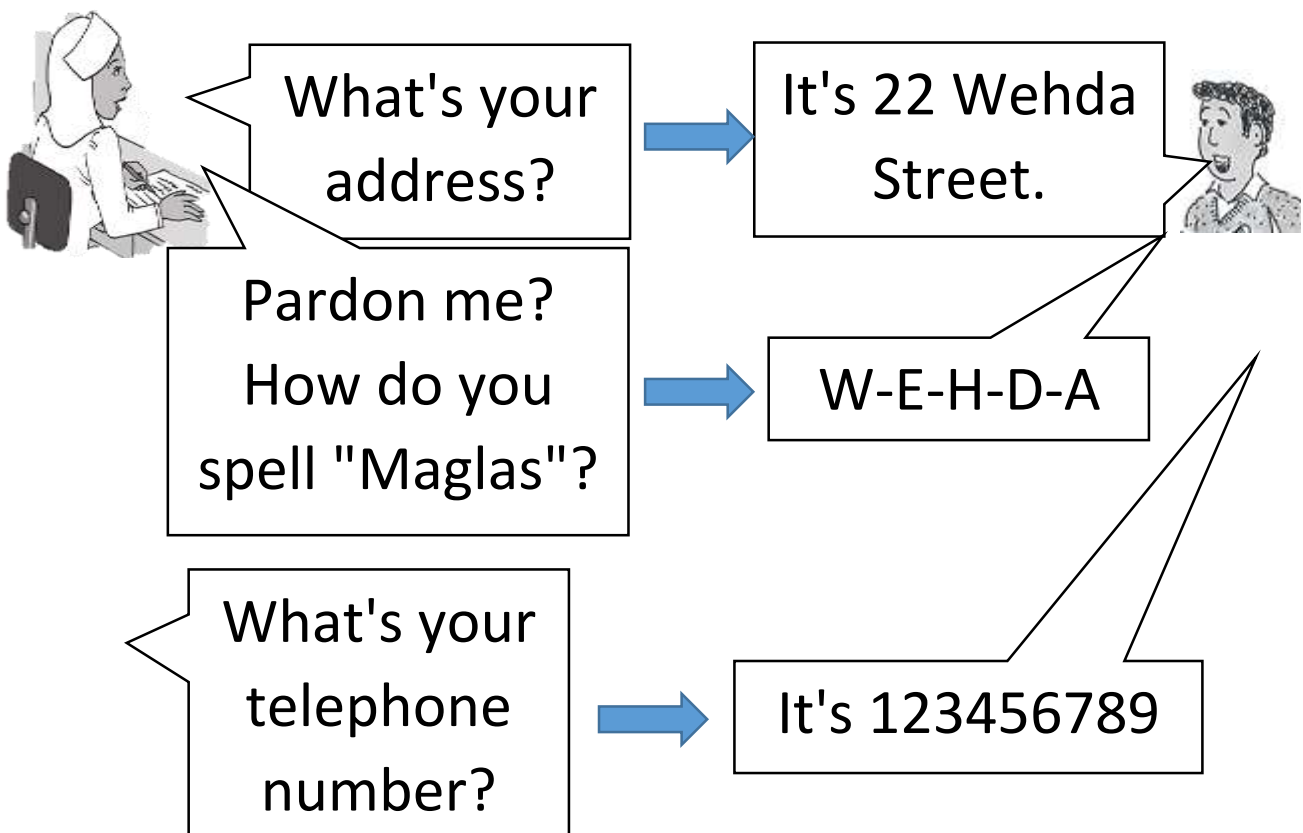 What's your
address?
It's 22 Wehda
Street.
Pardon me?
How do you
spell "Maglas"?
W-E-H-D-A
What's your
telephone
number?
It's 123456789